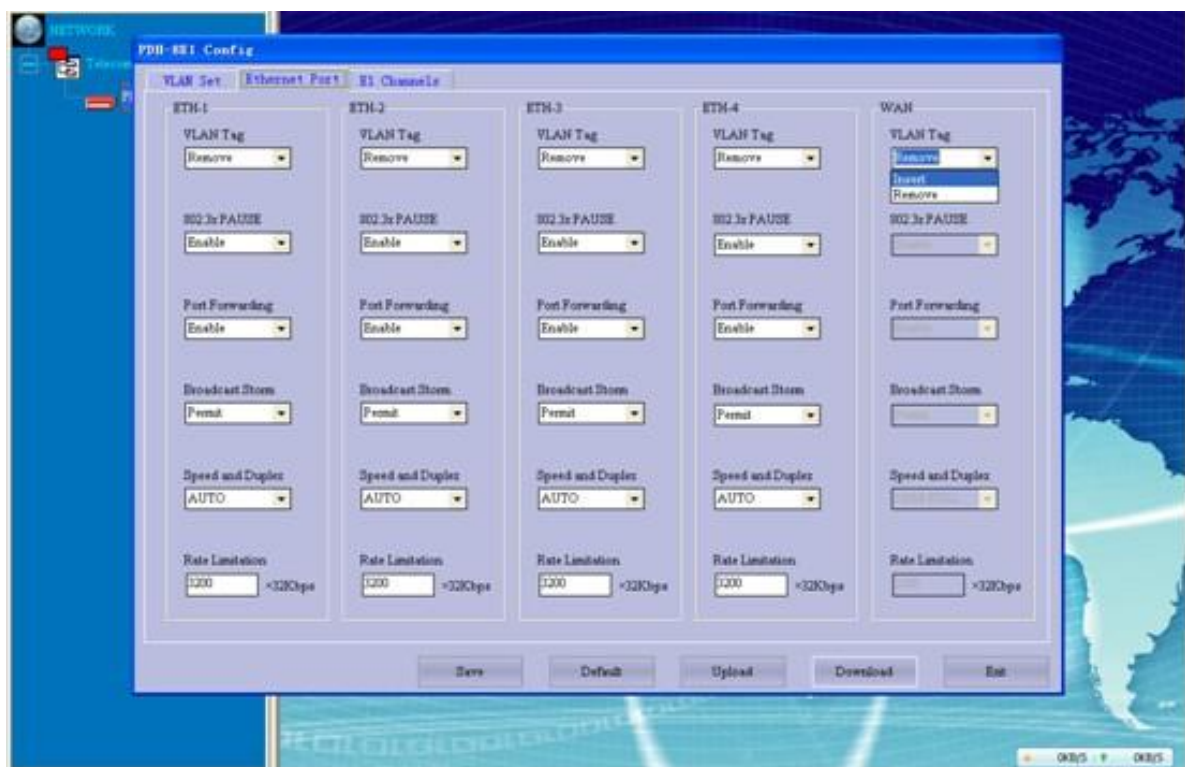 NETWORK
PDH-8E1 Config
VLAN Set Ethernet Port E1 Channels
ETH-1 ETH-2 ETH-3 ETH-4 WAN
VLAN Tag VLAN Tag VLAN Tag VLAN Tag VLAN Tag
Remove Remove Remove Remove Remove
Insert
Remove
802.3x PAUSE 802.3x PAUSE 802.3x PAUSE 802.3x PAUSE 802.3x PAUSE
Enable Enable Enable Enable
Port Forwarding Port Forwarding Port Forwarding Port Forwarding Port Forwarding
Enable Enable Enable Enable
Broadcast Storm Broadcast Storm Broadcast Storm Broadcast Storm Broadcast Storm
Permit Permit Permit Permit
Speed and Duplex Speed and Duplex Speed and Duplex Speed and Duplex Speed and Duplex
AUTO AUTO AUTO AUTO
Rate Limitation Rate Limitation Rate Limitation Rate Limitation Rate Limitation
3200 ×32Kbps 3200 ×32Kbps 3200 ×32Kbps 3200 ×32Kbps ×32Kbps
Save Default Upload Download Exit
0KB/S 0KB/S